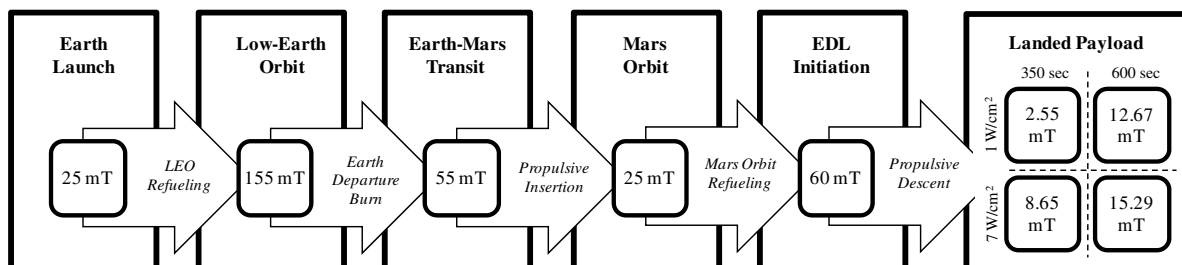 Earth
Launch
25 mT
LEO
Refueling
Low-Earth
Orbit
155 mT
Earth
Departure
Burn
Earth-Mars
Transit
55 mT
Propulsive
Insertion
Mars
Orbit
25 mT
Mars Orbit
Refueling
EDL
Initiation
60 mT
Propulsive
Descent
Landed Payload
350 sec
600 sec
1 W/cm²
2.55
mT
12.67
mT
7 W/cm²
8.65
mT
15.29
mT